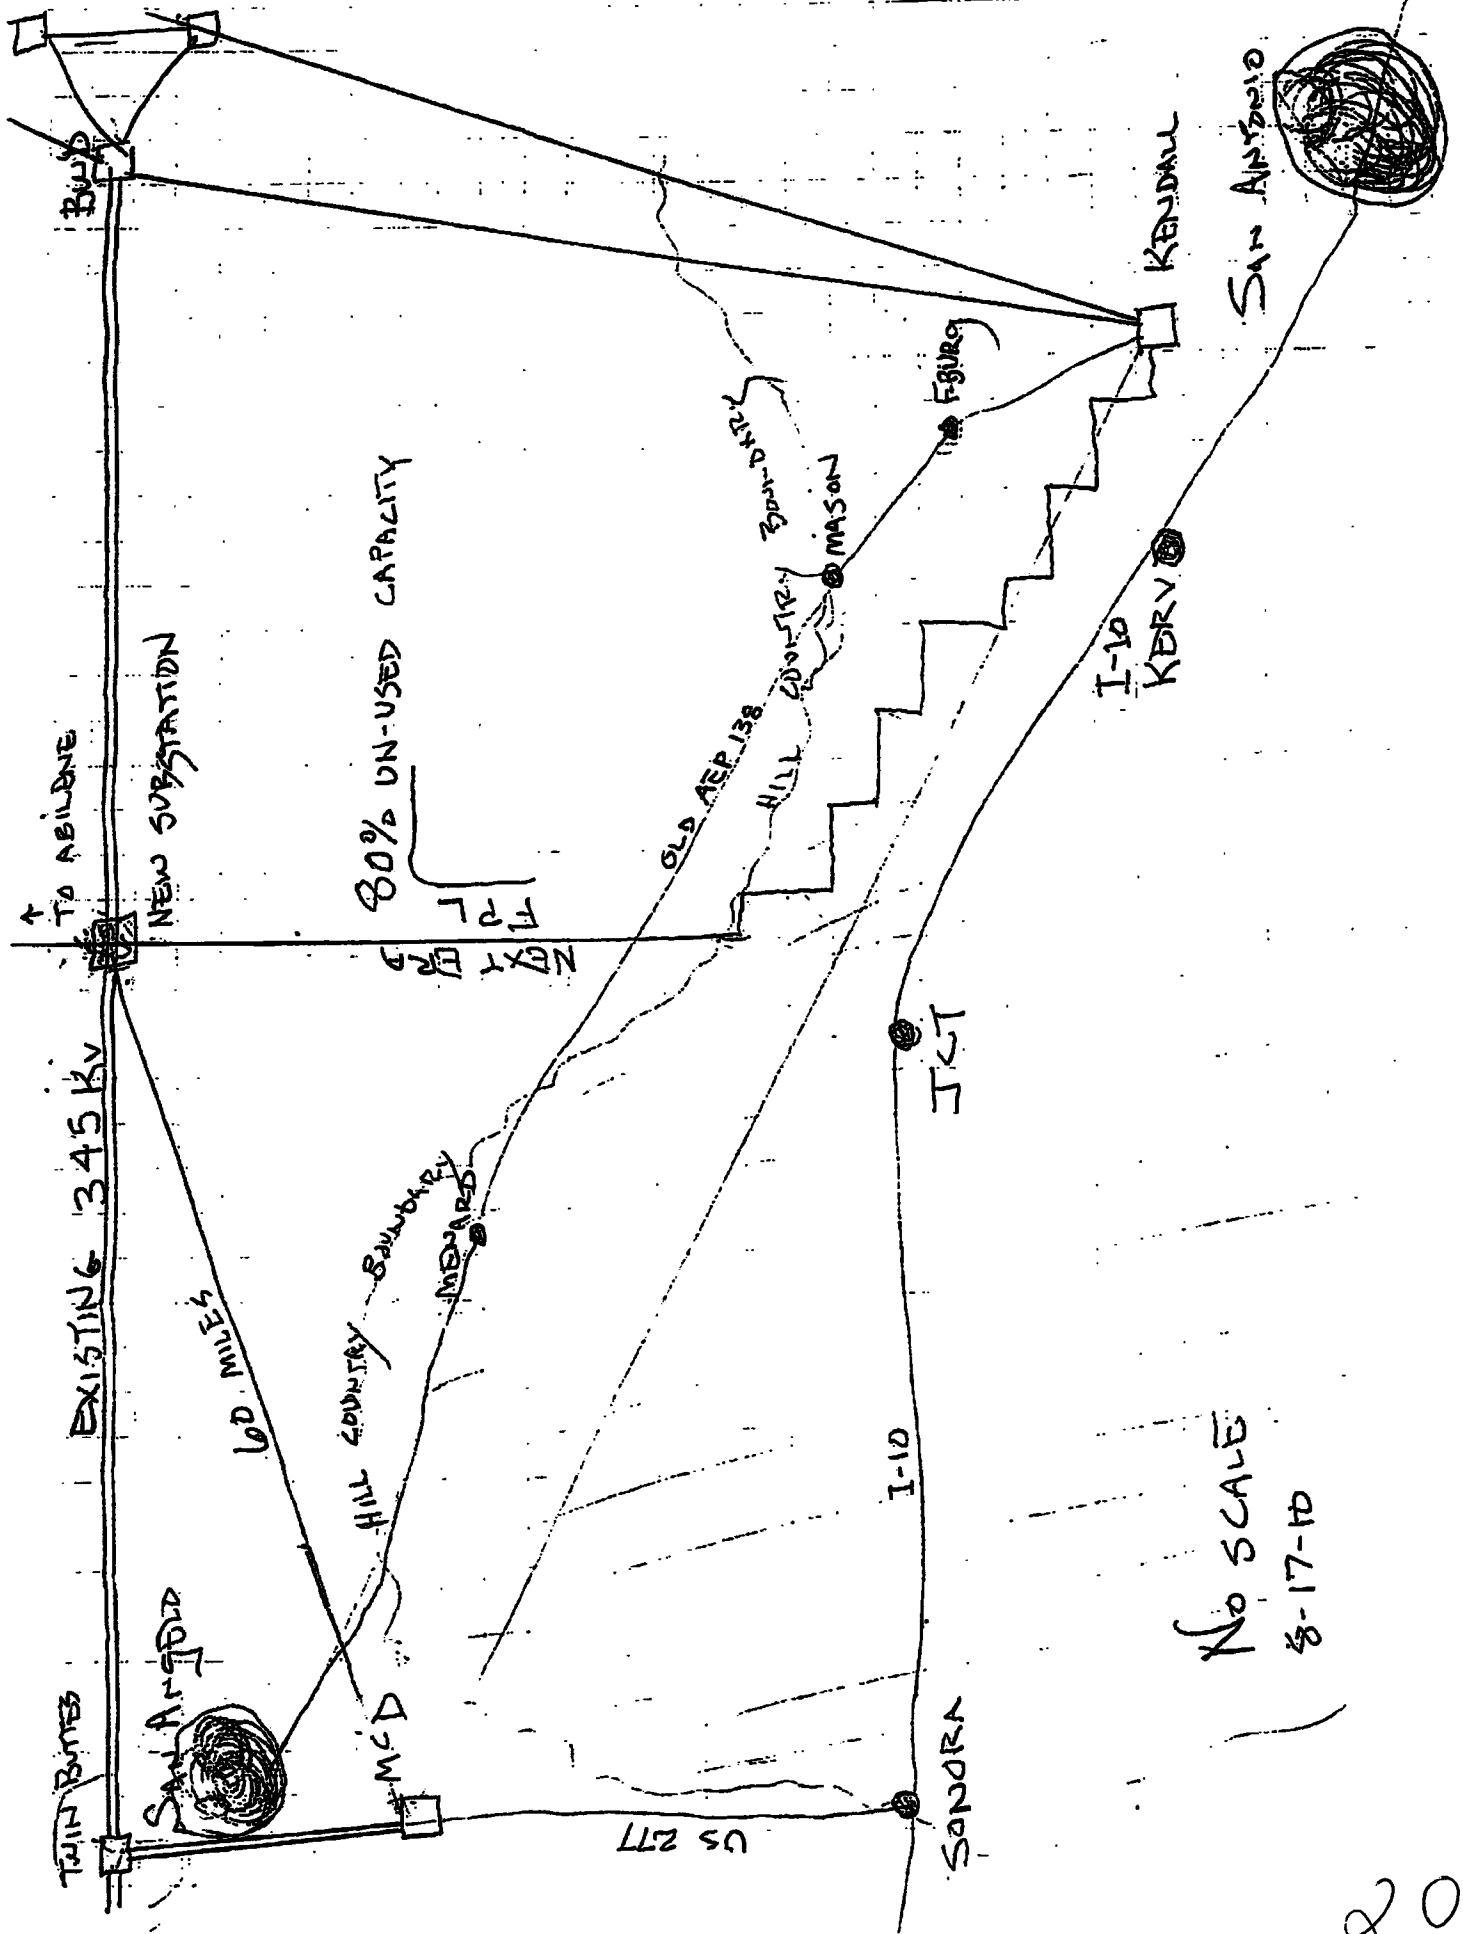 TWIN BUTTES
SAN ANGELO
EXISTING 345 KV
↑
TO ABILENE
NEW SUBSTATION
60 MILES
McD
HILL COUNTRY BOUNDARY
MENARD
NEXT ERA
FPL
80% UN-USED CAPACITY
OLD AEP 138
HILL COUNTRY BOUNDARY
MASON
F-BURG
KENDALL
SAN ANTONIO
US 277
SONORA
I-10
JCT
I-10
KERV
No SCALE
8-17-10
20